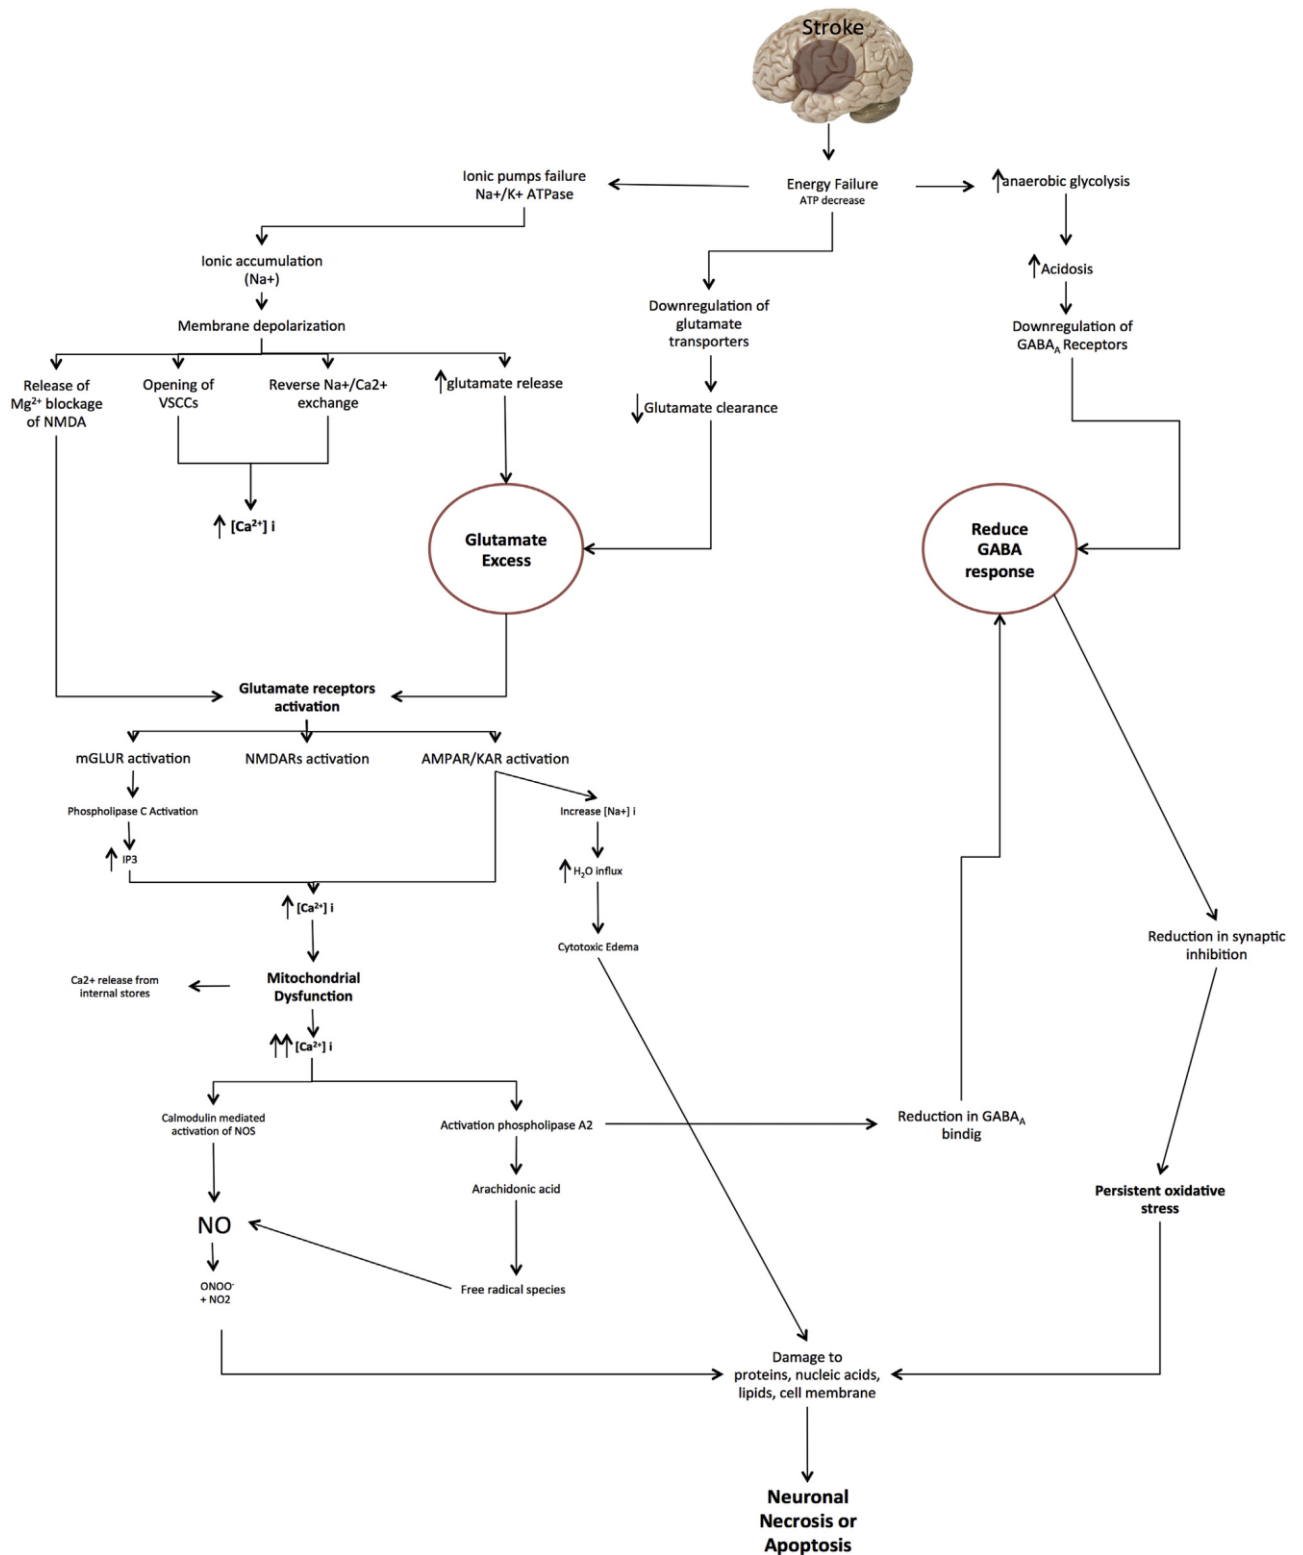 Stroke
Ionic pumps failure
Na+/K+ ATPase
Energy Failure
ATP decrease
anaerobic glycolysis
Ionic accumulation
(Na+)
Acidosis
Membrane depolarization
Downregulation of
glutamate
transporters
Downregulation of
GABA_A Receptors
Release of
Mg²⁺ blockage
of NMDA
Opening of
VSCCs
Reverse Na+/Ca2+
exchange
glutamate release
Glutamate clearance
[Ca²⁺] i
Glutamate
Excess
Reduce
GABA
response
Glutamate receptors
activation
mGLUR activation
NMDARs activation
AMPAR/KAR activation
Phospholipase C Activation
Increase [Na+] i
IP3
H₂O influx
[Ca²⁺] i
Cytotoxic Edema
Reduction in synaptic
inhibition
Ca2+ release from
internal stores
Mitochondrial
Dysfunction
[Ca²⁺] i
Calmodulin mediated
activation of NOS
Activation phospholipase A2
Reduction in GABA_A
bindig
Arachidonic acid
Persistent oxidative
stress
NO
ONOO⁻
+ NO2
Free radical species
Damage to
proteins, nucleic acids,
lipids, cell membrane
Neuronal
Necrosis or
Apoptosis